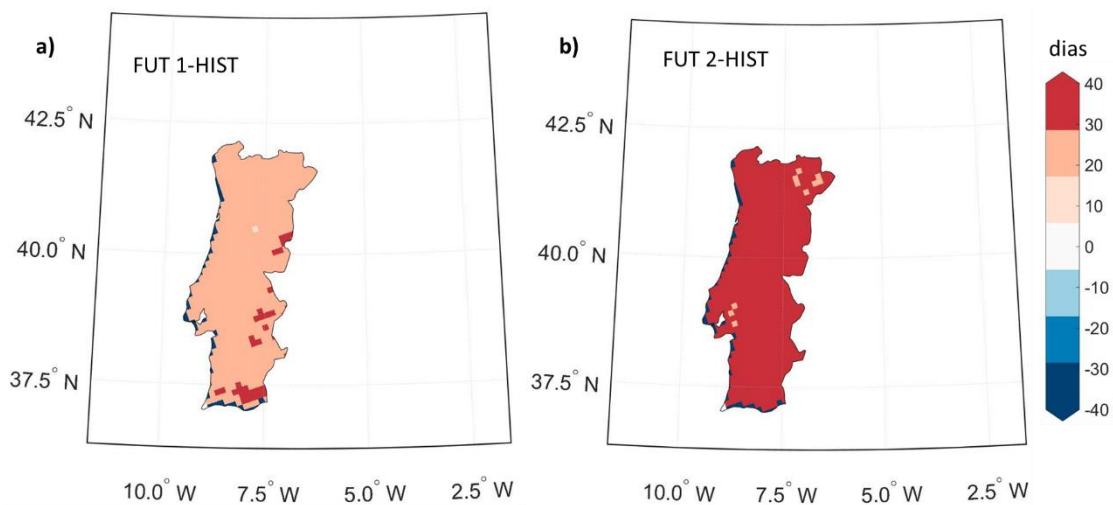 a)
FUT 1-HIST
42.5° N
40.0° N
37.5° N
10.0° W
7.5° W
5.0° W
2.5° W
b)
FUT 2-HIST
42.5° N
40.0° N
37.5° N
10.0° W
7.5° W
5.0° W
2.5° W
dias
40
30
20
10
0
-10
-20
-30
-40